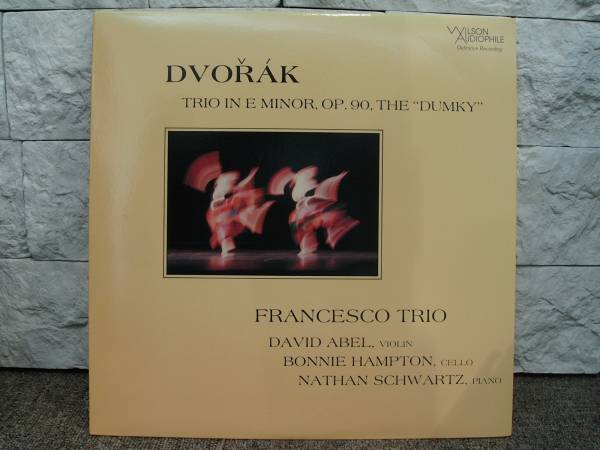 WILSON
AUDIOPHILE
Definitive Recording
DVOŘÁK
TRIO IN E MINOR, OP. 90, THE “DUMKY”
FRANCESCO TRIO
DAVID ABEL, VIOLIN
BONNIE HAMPTON, CELLO
NATHAN SCHWARTZ, PIANO